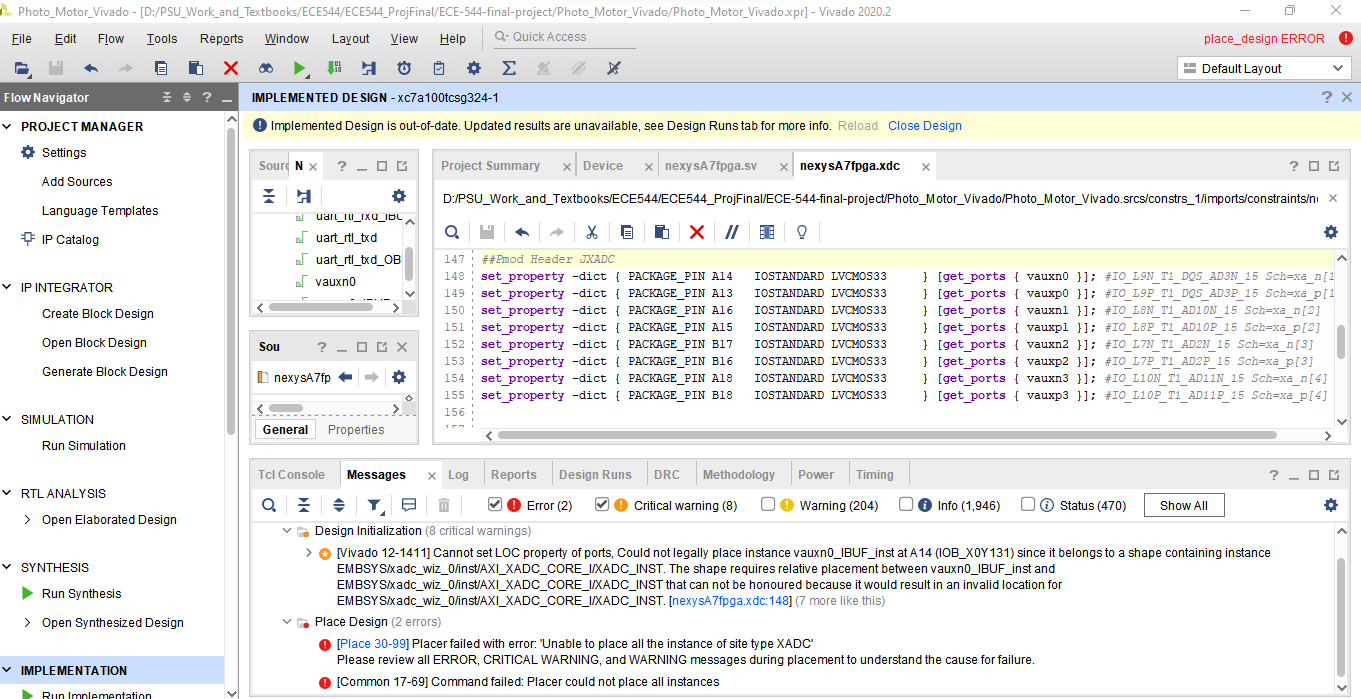 Photo_Motor_Vivado - [D:/PSU_Work_and_Textbooks/ECE544/ECE544_ProjFinal/ECE-544-final-project/Photo_Motor_Vivado/Photo_Motor_Vivado.xpr] - Vivado 2020.2
File Edit Flow Tools Reports Window Layout View Help Quick Access
place_design ERROR
Default Layout
Flow Navigator
PROJECT MANAGER
Settings
Add Sources
Language Templates
IP Catalog
IP INTEGRATOR
Create Block Design
Open Block Design
Generate Block Design
SIMULATION
Run Simulation
RTL ANALYSIS
Open Elaborated Design
SYNTHESIS
Run Synthesis
Open Synthesized Design
IMPLEMENTATION
Run Implementation
IMPLEMENTED DESIGN - xc7a100tcsg324-1
Implemented Design is out-of-date. Updated results are unavailable, see Design Runs tab for more info. Reload Close Design
Sourc N
uart_rtl_rxd_IBU
uart_rtl_txd
uart_rtl_txd_OB
vauxn0
Sou
nexysA7fp
General Properties
Project Summary Device nexysA7fpga.sv nexysA7fpga.xdc
D:/PSU_Work_and_Textbooks/ECE544/ECE544_ProjFinal/ECE-544-final-project/Photo_Motor_Vivado/Photo_Motor_Vivado.srcs/constrs_1/imports/constraints/n
147 ##Pmod Header JXADC
148 set_property -dict { PACKAGE_PIN A14 IOSTANDARD LVCMOS33 } [get_ports { vauxn0 }]; #IO_L9N_T1_DQS_AD3N_15 Sch=xa_n[1
149 set_property -dict { PACKAGE_PIN A13 IOSTANDARD LVCMOS33 } [get_ports { vauxp0 }]; #IO_L9P_T1_DQS_AD3P_15 Sch=xa_p[1
150 set_property -dict { PACKAGE_PIN A16 IOSTANDARD LVCMOS33 } [get_ports { vauxn1 }]; #IO_L8N_T1_AD10N_15 Sch=xa_n[2]
151 set_property -dict { PACKAGE_PIN A15 IOSTANDARD LVCMOS33 } [get_ports { vauxp1 }]; #IO_L8P_T1_AD10P_15 Sch=xa_p[2]
152 set_property -dict { PACKAGE_PIN B17 IOSTANDARD LVCMOS33 } [get_ports { vauxn2 }]; #IO_L7N_T1_AD2N_15 Sch=xa_n[3]
153 set_property -dict { PACKAGE_PIN B16 IOSTANDARD LVCMOS33 } [get_ports { vauxp2 }]; #IO_L7P_T1_AD2P_15 Sch=xa_p[3]
154 set_property -dict { PACKAGE_PIN A18 IOSTANDARD LVCMOS33 } [get_ports { vauxn3 }]; #IO_L10N_T1_AD11N_15 Sch=xa_n[4]
155 set_property -dict { PACKAGE_PIN B18 IOSTANDARD LVCMOS33 } [get_ports { vauxp3 }]; #IO_L10P_T1_AD11P_15 Sch=xa_p[4]
156
Tcl Console Messages Log Reports Design Runs DRC Methodology Power Timing
Error (2) Critical warning (8) Warning (204) Info (1,946) Status (470) Show All
Design Initialization (8 critical warnings)
[Vivado 12-1411] Cannot set LOC property of ports, Could not legally place instance vauxn0_IBUF_inst at A14 (IOB_X0Y131) since it belongs to a shape containing instance
EMBSYS/xadc_wiz_0/inst/AXI_XADC_CORE_I/XADC_INST. The shape requires relative placement between vauxn0_IBUF_inst and
EMBSYS/xadc_wiz_0/inst/AXI_XADC_CORE_I/XADC_INST that can not be honoured because it would result in an invalid location for
EMBSYS/xadc_wiz_0/inst/AXI_XADC_CORE_I/XADC_INST. [nexysA7fpga.xdc:148] (7 more like this)
Place Design (2 errors)
[Place 30-99] Placer failed with error: 'Unable to place all the instance of site type XADC'
Please review all ERROR, CRITICAL WARNING, and WARNING messages during placement to understand the cause for failure.
[Common 17-69] Command failed: Placer could not place all instances